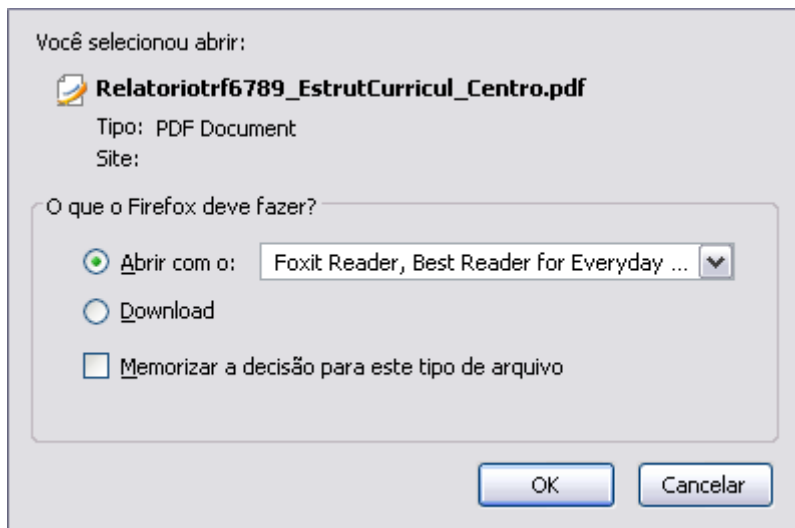 Você selecionou abrir:
Relatoriotrf6789_EstrutCurricul_Centro.pdf
Tipo: PDF Document
Site:
O que o Firefox deve fazer?
Abrir com o: Foxit Reader, Best Reader for Everyday ...
Download
Memorizar a decisão para este tipo de arquivo
OK Cancelar